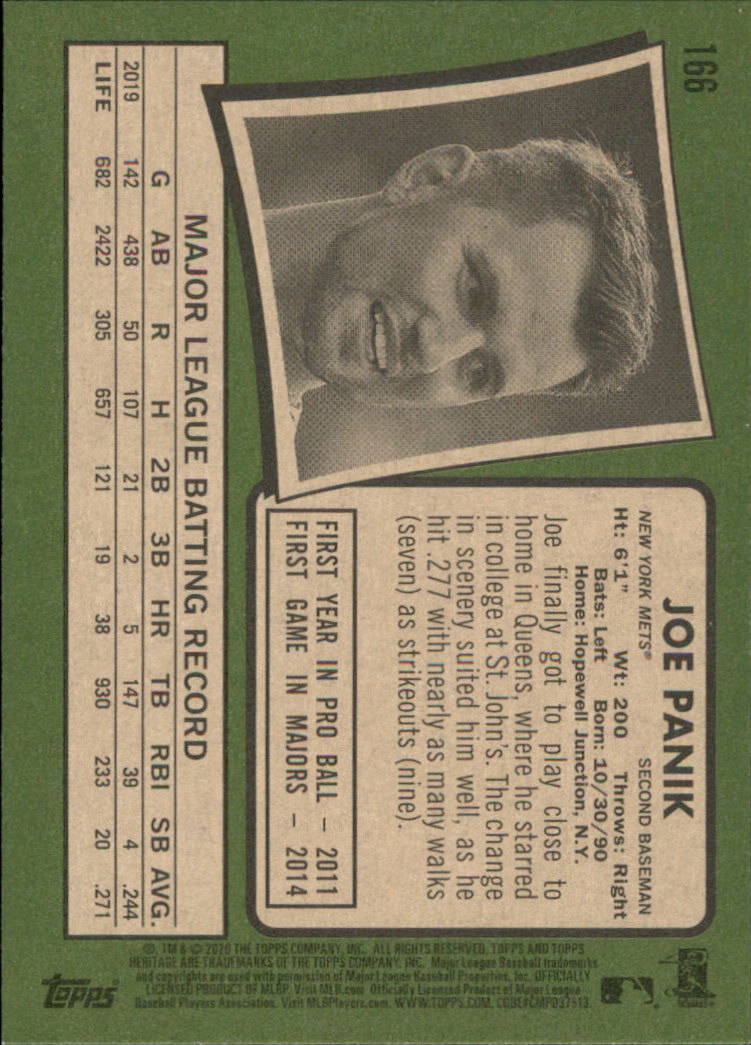 166
JOE PANIK
NEW YORK METS® SECOND BASEMAN
Ht: 6'1" Wt: 200 Throws: Right
Bats: Left Born: 10/30/90
Home: Hopewell Junction, N.Y.
Joe finally got to play close to
home in Queens, where he starred
in college at St. John's. The change
in scenery suited him well, as he
hit .277 with nearly as many walks
(seven) as strikeouts (nine).
FIRST YEAR IN PRO BALL – 2011
FIRST GAME IN MAJORS – 2014
MAJOR LEAGUE BATTING RECORD
G AB R H 2B 3B HR TB RBI SB AVG.
2019 142 438 50 107 21 2 5 147 39 4 .244
LIFE 682 2422 305 657 121 19 38 930 233 20 .271
®, TM & © 2020 THE TOPPS COMPANY, INC. ALL RIGHTS RESERVED. TOPPS AND TOPPS
HERITAGE ARE TRADEMARKS OF THE TOPPS COMPANY, INC. Major League Baseball trademarks
and copyrights are used with permission of Major League Baseball Properties, Inc. OFFICIALLY
LICENSED PRODUCT OF MLBP. Visit MLB.com. Officially Licensed Product of Major League
Baseball Players Association. Visit MLBPlayers.com. WWW.TOPPS.COM. CODE#CMP037513.
topps